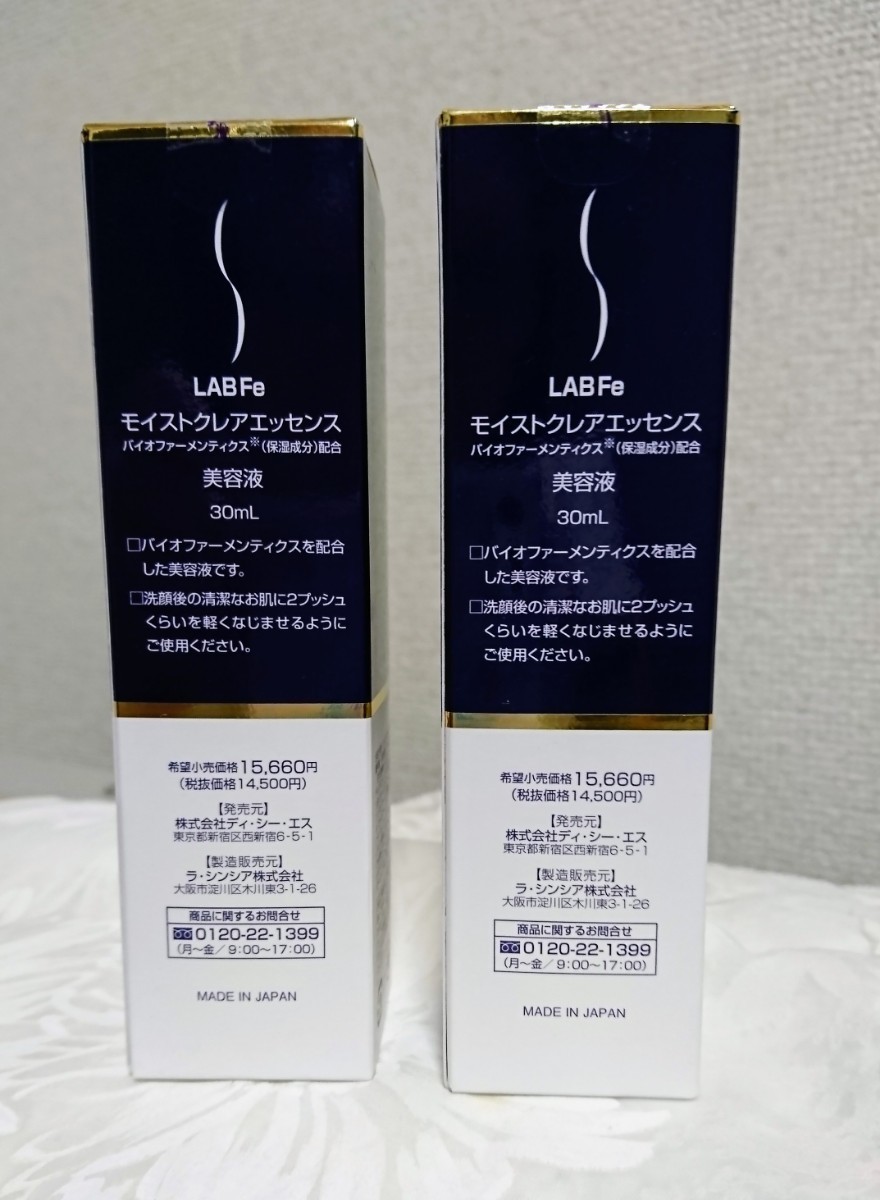 LABFe
モイストクレアエッセンス
バイオファーメンティクス※(保湿成分)配合
美容液
30mL
□バイオファーメンティクスを配合
した美容液です。
□洗顔後の清潔なお肌に2プッシュ
くらいを軽くなじませるように
ご使用ください。
希望小売価格15,660円
(税抜価格14,500円)
【発売元】
株式会社ディ・シー・エス
東京都新宿区西新宿6-5-1
【製造販売元】
ラ・シンシア株式会社
大阪市淀川区木川東3-1-26
商品に関するお問合せ
0120-22-1399
(月~金/9:00~17:00)
MADE IN JAPAN
LABFe
モイストクレアエッセンス
バイオファーメンティクス※(保湿成分)配合
美容液
30mL
□バイオファーメンティクスを配合
した美容液です。
□洗顔後の清潔なお肌に2プッシュ
くらいを軽くなじませるように
ご使用ください。
希望小売価格15,660円
(税抜価格14,500円)
【発売元】
株式会社ディ・シー・エス
東京都新宿区西新宿6-5-1
【製造販売元】
ラ・シンシア株式会社
大阪市淀川区木川東3-1-26
商品に関するお問合せ
0120-22-1399
(月~金/9:00~17:00)
MADE IN JAPAN